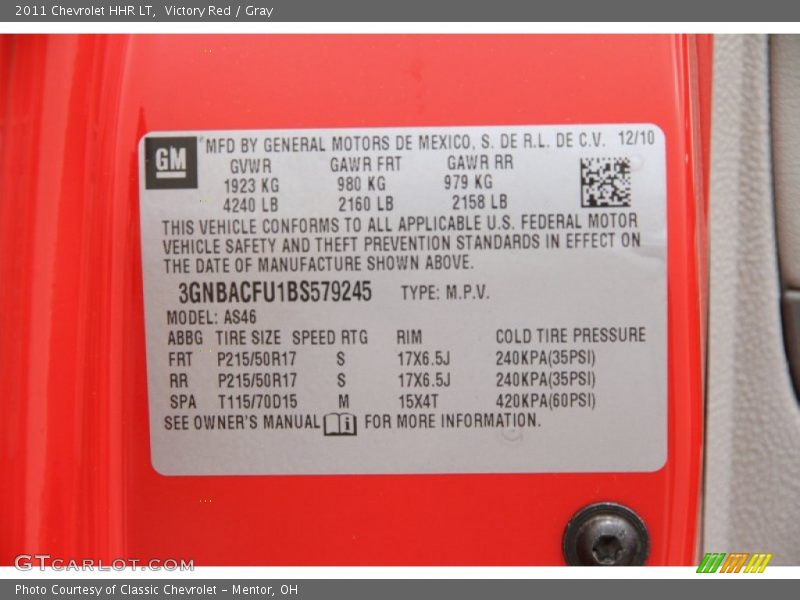 2011 Chevrolet HHR LT, Victory Red / Gray
GM
MFD BY GENERAL MOTORS DE MEXICO, S. DE R.L. DE C.V. 12/10
GVWR GAWR FRT GAWR RR
1923 KG 980 KG 979 KG
4240 LB 2160 LB 2158 LB
THIS VEHICLE CONFORMS TO ALL APPLICABLE U.S. FEDERAL MOTOR
VEHICLE SAFETY AND THEFT PREVENTION STANDARDS IN EFFECT ON
THE DATE OF MANUFACTURE SHOWN ABOVE.
3GNBACFU1BS579245 TYPE: M.P.V.
MODEL: AS46
ABBG TIRE SIZE SPEED RTG RIM COLD TIRE PRESSURE
FRT P215/50R17 S 17X6.5J 240KPA(35PSI)
RR P215/50R17 S 17X6.5J 240KPA(35PSI)
SPA T115/70D15 M 15X4T 420KPA(60PSI)
SEE OWNER'S MANUAL FOR MORE INFORMATION.
GTCARLOT.COM
Photo Courtesy of Classic Chevrolet - Mentor, OH